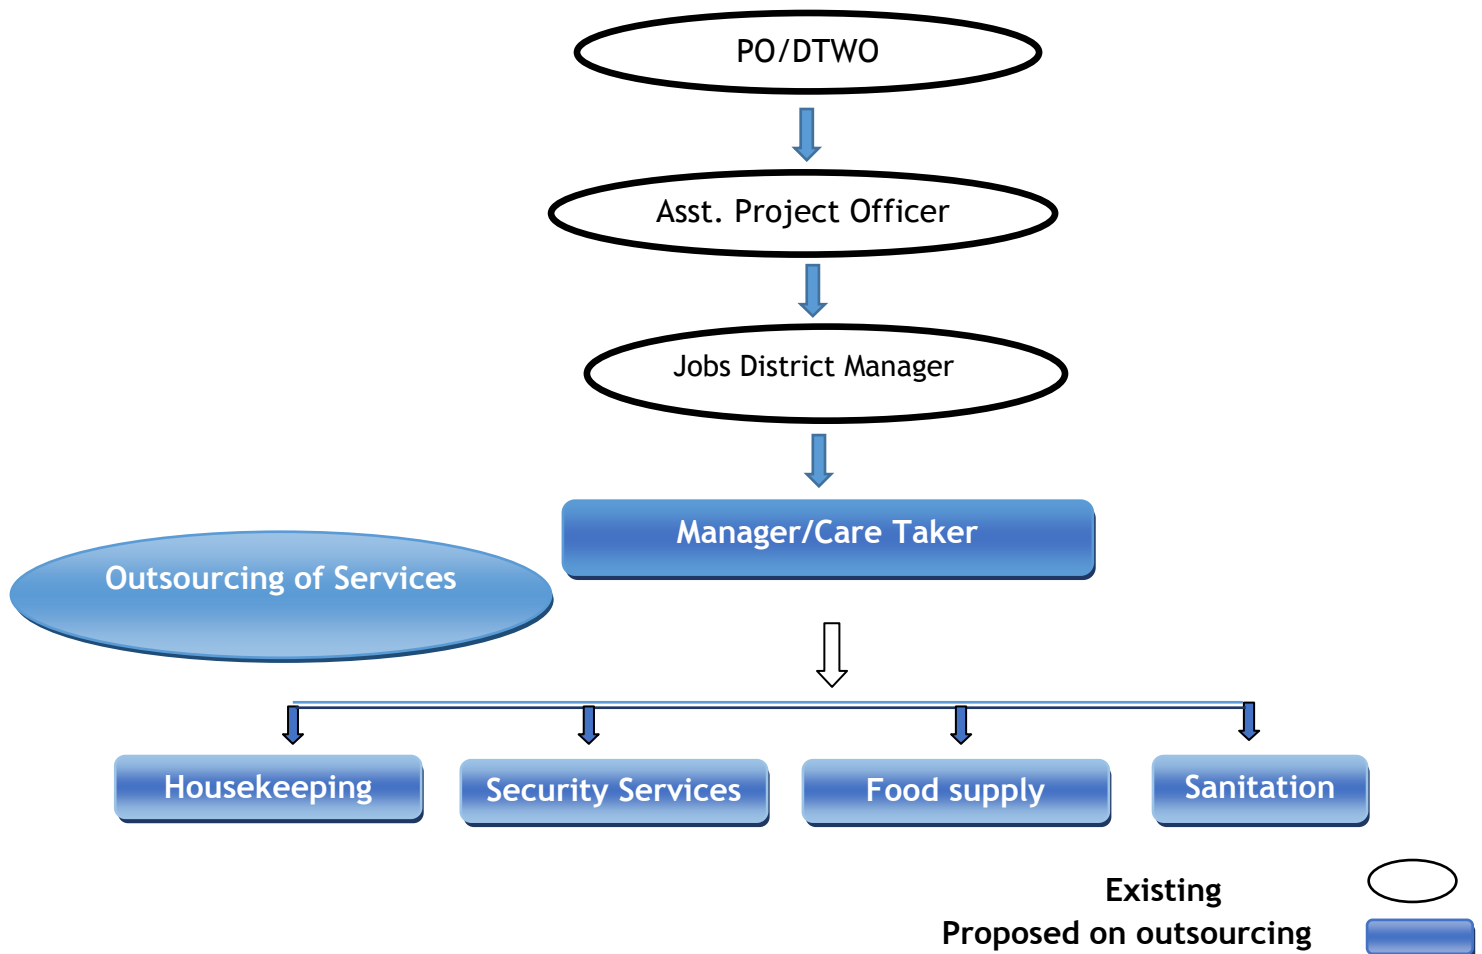 PO/DTWO
Asst. Project Officer
Jobs District Manager
Manager/Care Taker
Outsourcing of Services
Housekeeping
Security Services
Food supply
Sanitation
Existing
Proposed on outsourcing